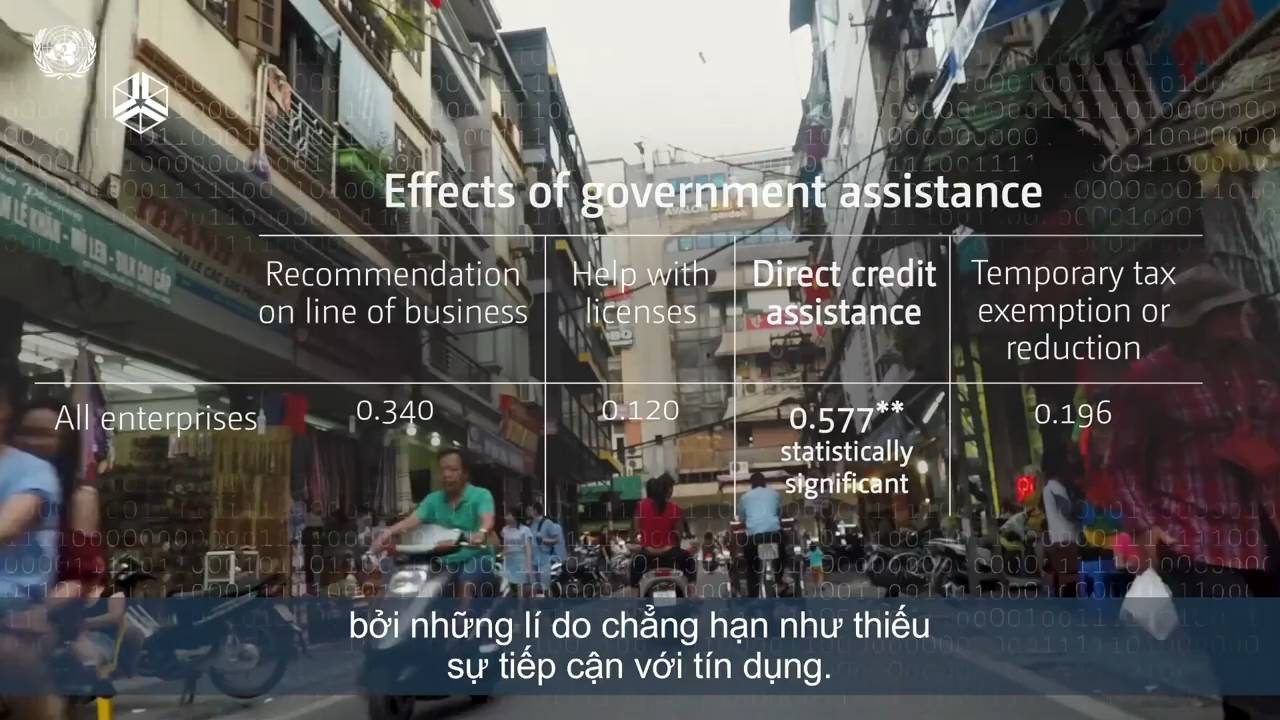 Effects of government assistance
Recommendation
on line of business
Help with
licenses
Direct credit
assistance
Temporary tax
exemption or
reduction
All enterprises
0.340
0.120
0.577**
statistically
significant
0.196
bởi những lí do chẳng hạn như thiếu
sự tiếp cận với tín dụng.